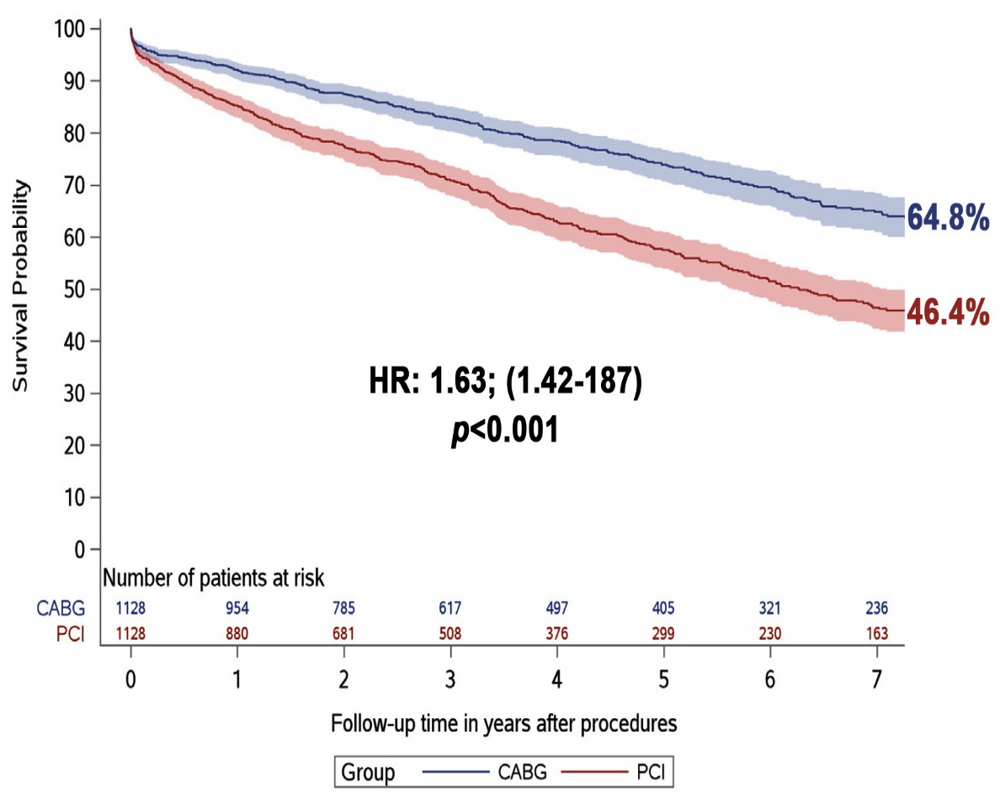 Survival Probability
100
90
80
70
60
50
40
30
20
10
0
64.8%
46.4%
HR: 1.63; (1.42-187)
p<0.001
Number of patients at risk
CABG 1128 954 785 617 497 405 321 236
PCI 1128 880 681 508 376 299 230 163
0 1 2 3 4 5 6 7
Follow-up time in years after procedures
Group CABG PCI